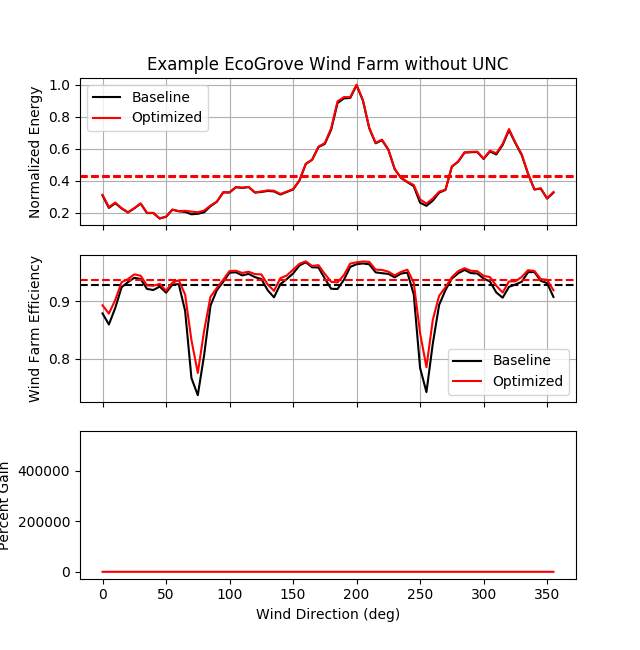 Example EcoGrove Wind Farm without UNC
Normalized Energy
1.0
0.8
0.6
0.4
0.2
Baseline
Optimized
Wind Farm Efficiency
0.9
0.8
Baseline
Optimized
Percent Gain
400000
200000
0
0 50 100 150 200 250 300 350
Wind Direction (deg)